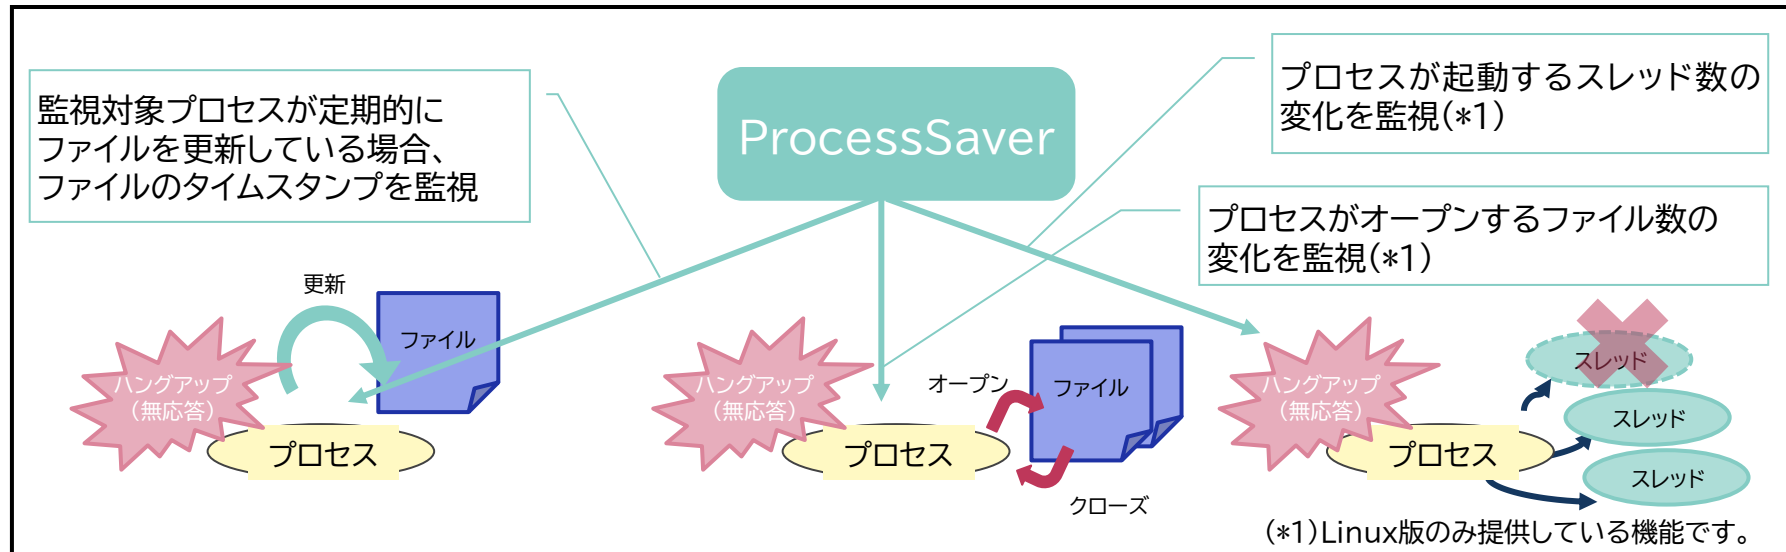 監視対象プロセスが定期的に
ファイルを更新している場合、
ファイルのタイムスタンプを監視
ProcessSaver
プロセスが起動するスレッド数の
変化を監視(*1)
プロセスがオープンするファイル数の
変化を監視(*1)
更新
ファイル
ハングアップ
(無応答)
プロセス
ハングアップ
(無応答)
プロセス
オープン
ファイル
クローズ
ハングアップ
(無応答)
プロセス
スレッド
スレッド
スレッド
(*1)Linux版のみ提供している機能です。